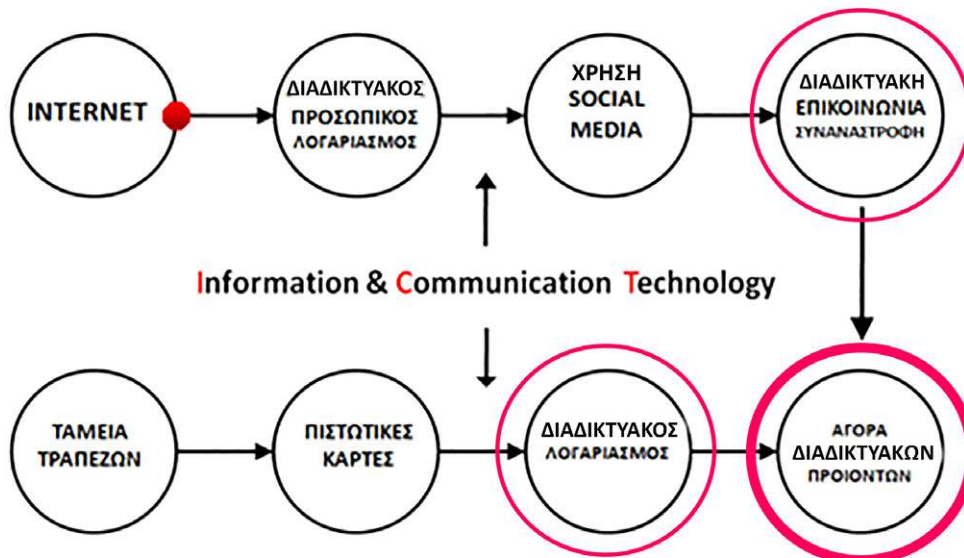 INTERNET
ΔΙΑΔΙΚΤΥΑΚΟΣ
ΠΡΟΣΩΠΙΚΟΣ
ΛΟΓΑΡΙΑΣΜΟΣ
ΧΡΗΣΗ
SOCIAL
MEDIA
ΔΙΑΔΙΚΤΥΑΚΗ
ΕΠΙΚΟΙΝΩΝΙΑ
ΣΥΝΑΝΑΣΤΡΟΦΗ
Information & Communication Technology
ΤΑΜΕΙΑ
ΤΡΑΠΕΖΩΝ
ΠΙΣΤΩΤΙΚΕΣ
ΚΑΡΤΕΣ
ΔΙΑΔΙΚΤΥΑΚΟΣ
ΛΟΓΑΡΙΑΣΜΟΣ
ΑΓΟΡΑ
ΔΙΑΔΙΚΤΥΑΚΩΝ
ΠΡΟΙΟΝΤΩΝ